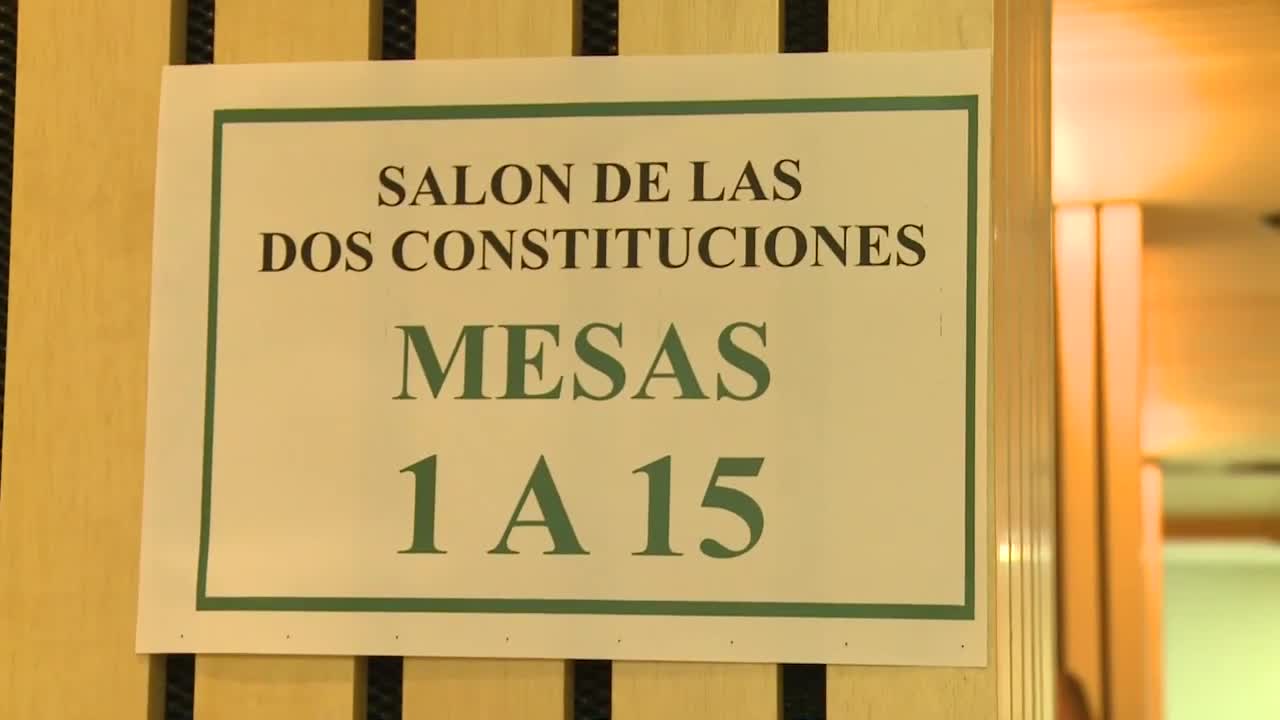 SALON DE LAS
DOS CONSTITUCIONES
MESAS
1 A 15